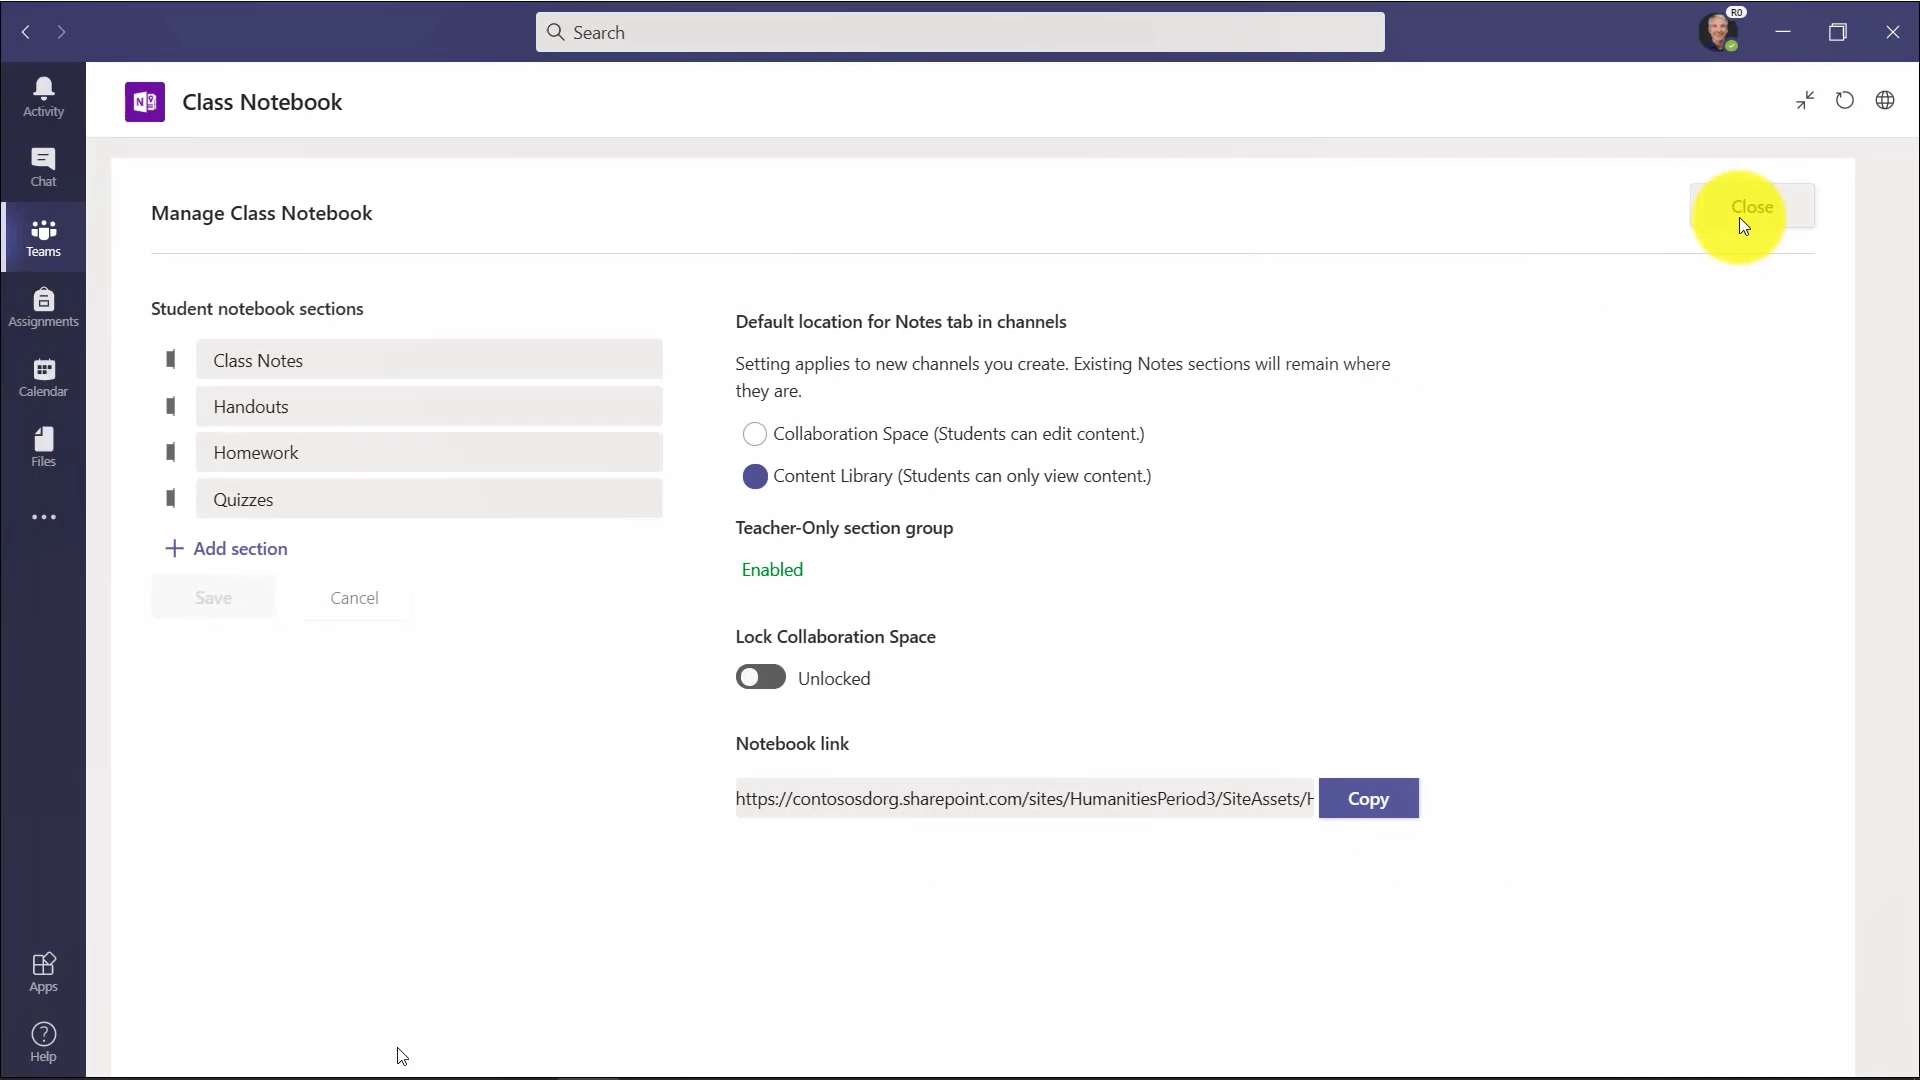 Search
RO
Activity
Chat
Teams
Assignments
Calendar
Files
Apps
Help
N
Class Notebook
Manage Class Notebook
Close
Student notebook sections
Class Notes
Handouts
Homework
Quizzes
Add section
Save
Cancel
Default location for Notes tab in channels
Setting applies to new channels you create. Existing Notes sections will remain where
they are.
Collaboration Space (Students can edit content.)
Content Library (Students can only view content.)
Teacher-Only section group
Enabled
Lock Collaboration Space
Unlocked
Notebook link
https://contososdorg.sharepoint.com/sites/HumanitiesPeriod3/SiteAssets/H
Copy